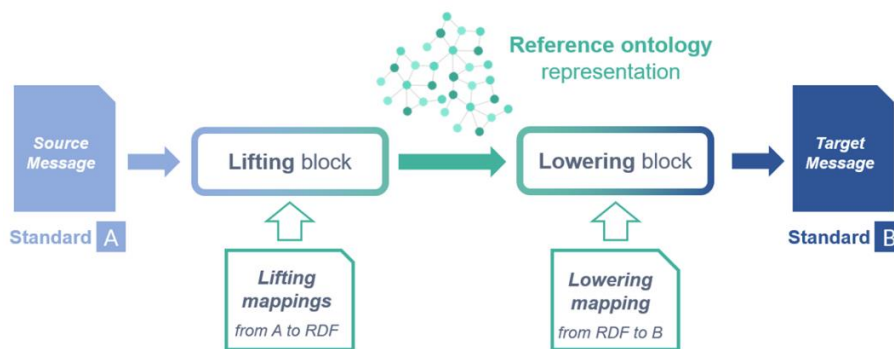 Reference ontology
representation
Source
Message
Lifting block
Lowering block
Target
Message
Standard A
Standard B
Lifting
mappings
from A to RDF
Lowering
mapping
from RDF to B